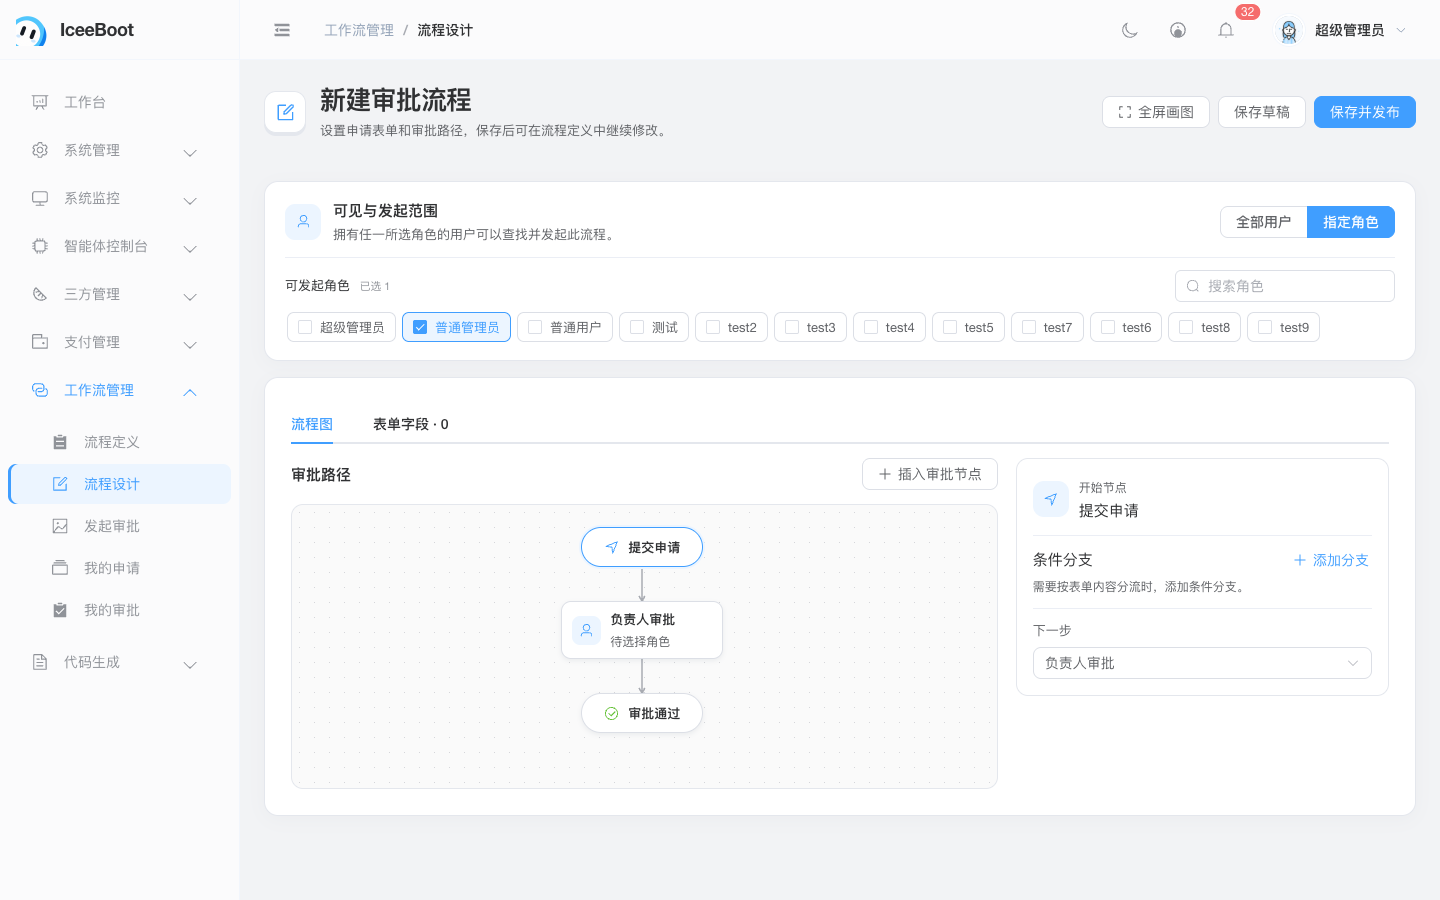 IceeBoot
工作流管理 / 流程设计
32
超级管理员
工作台
系统管理
系统监控
智能体控制台
三方管理
支付管理
工作流管理
流程定义
流程设计
发起审批
我的申请
我的审批
代码生成
新建审批流程
设置申请表单和审批路径，保存后可在流程定义中继续修改。
全屏画图
保存草稿
保存并发布
可见与发起范围
拥有任一所选角色的用户可以查找并发起此流程。
全部用户
指定角色
可发起角色 已选 1
搜索角色
超级管理员 普通管理员 普通用户 测试 test2 test3 test4 test5 test7 test6 test8 test9
流程图
表单字段 · 0
审批路径
插入审批节点
提交申请
负责人审批
待选择角色
审批通过
开始节点
提交申请
条件分支
添加分支
需要按表单内容分流时，添加条件分支。
下一步
负责人审批